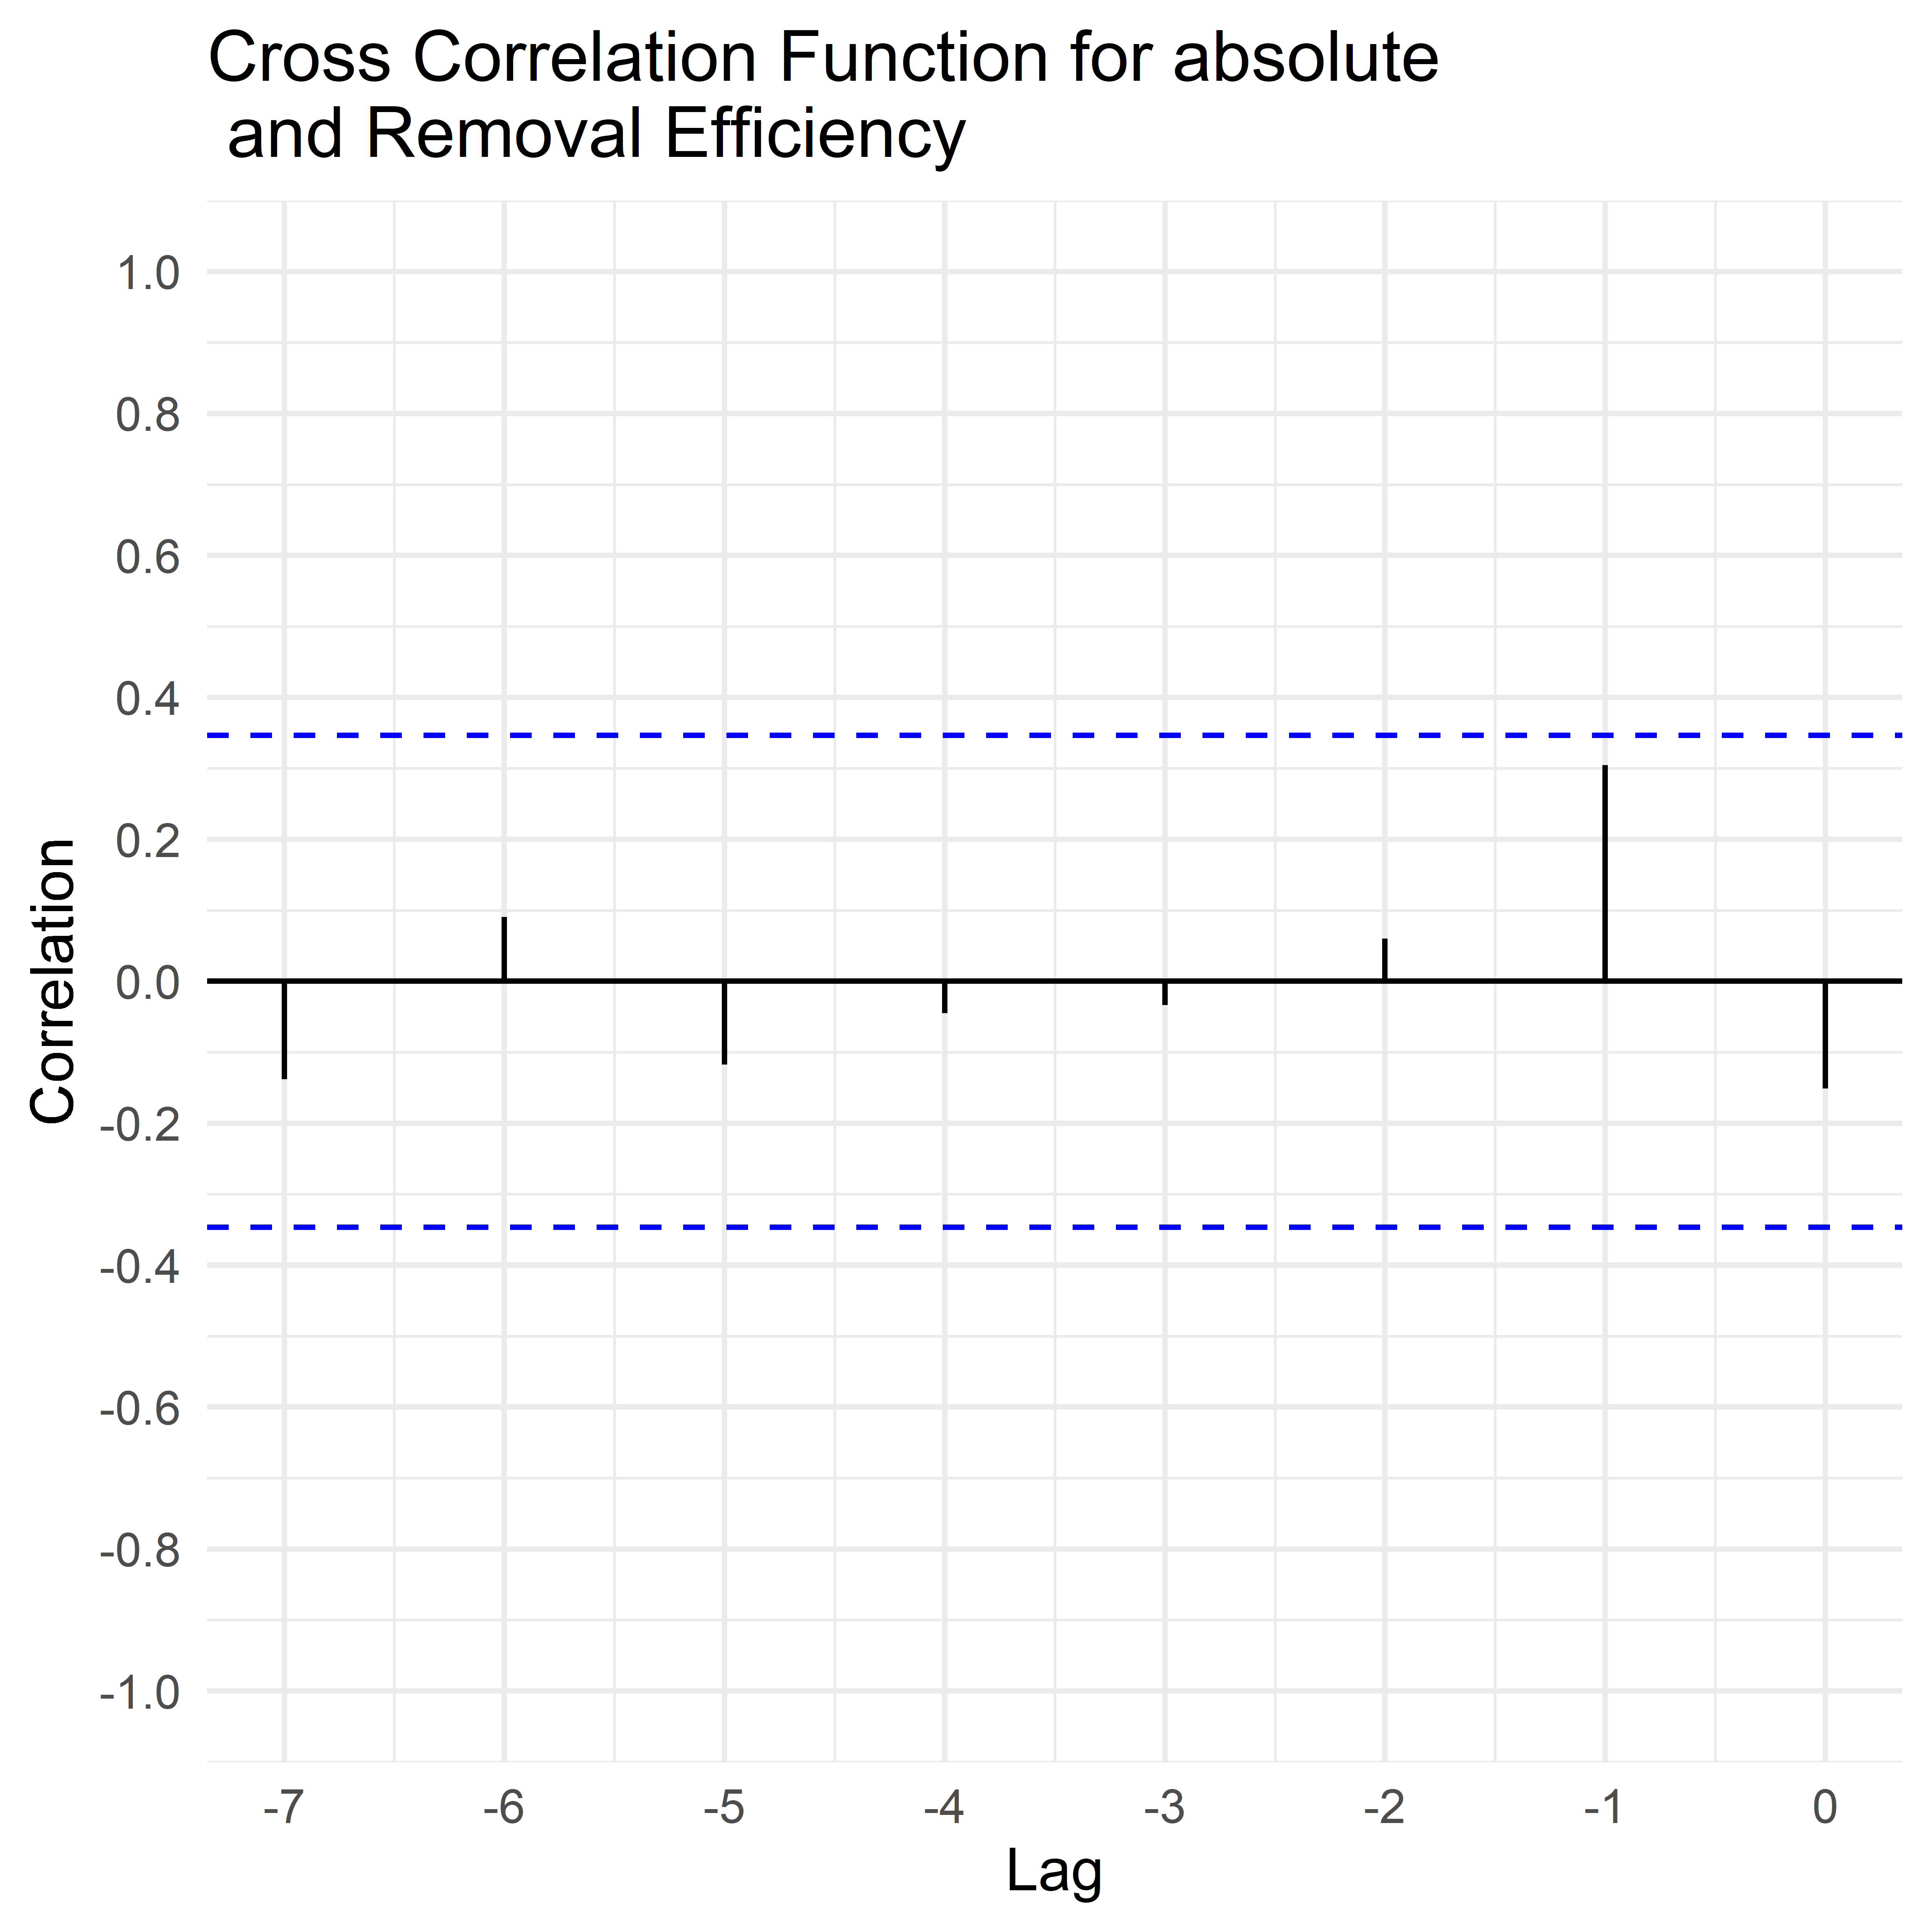 Cross Correlation Function for absolute
and Removal Efficiency
1.0
0.8
0.6
0.4
0.2
0.0
-0.2
-0.4
-0.6
-0.8
-1.0
Correlation
-7 -6 -5 -4 -3 -2 -1 0
Lag